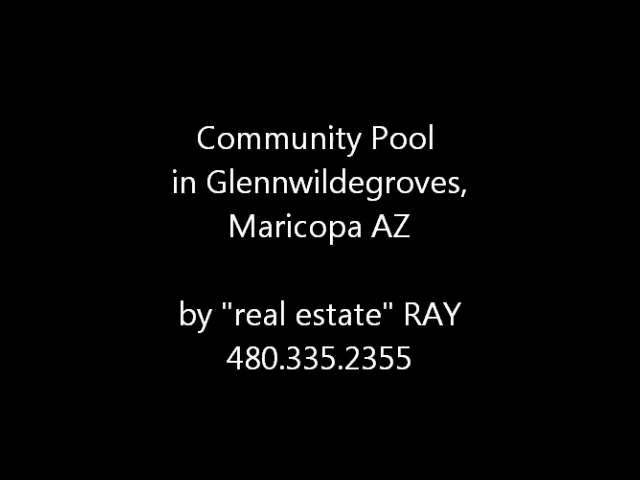 Community Pool
in Glennwildegroves,
Maricopa AZ
by "real estate" RAY
480.335.2355